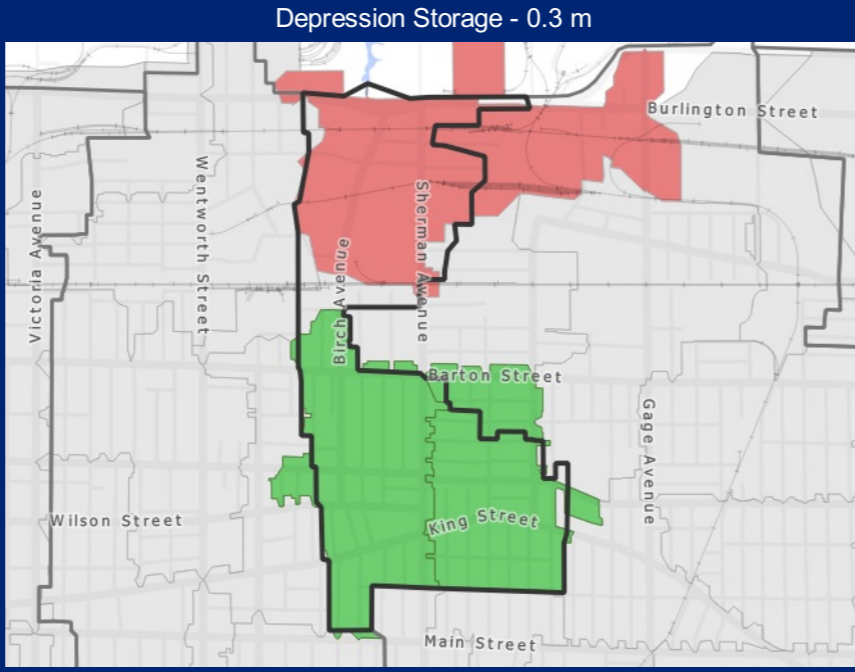 Depression Storage - 0.3 m
Burlington Street
Wentworth Street
Victoria Avenue
Sherman Avenue
Birch Avenue
Barton Street
Gage Avenue
Wilson Street
King Street
Main Street